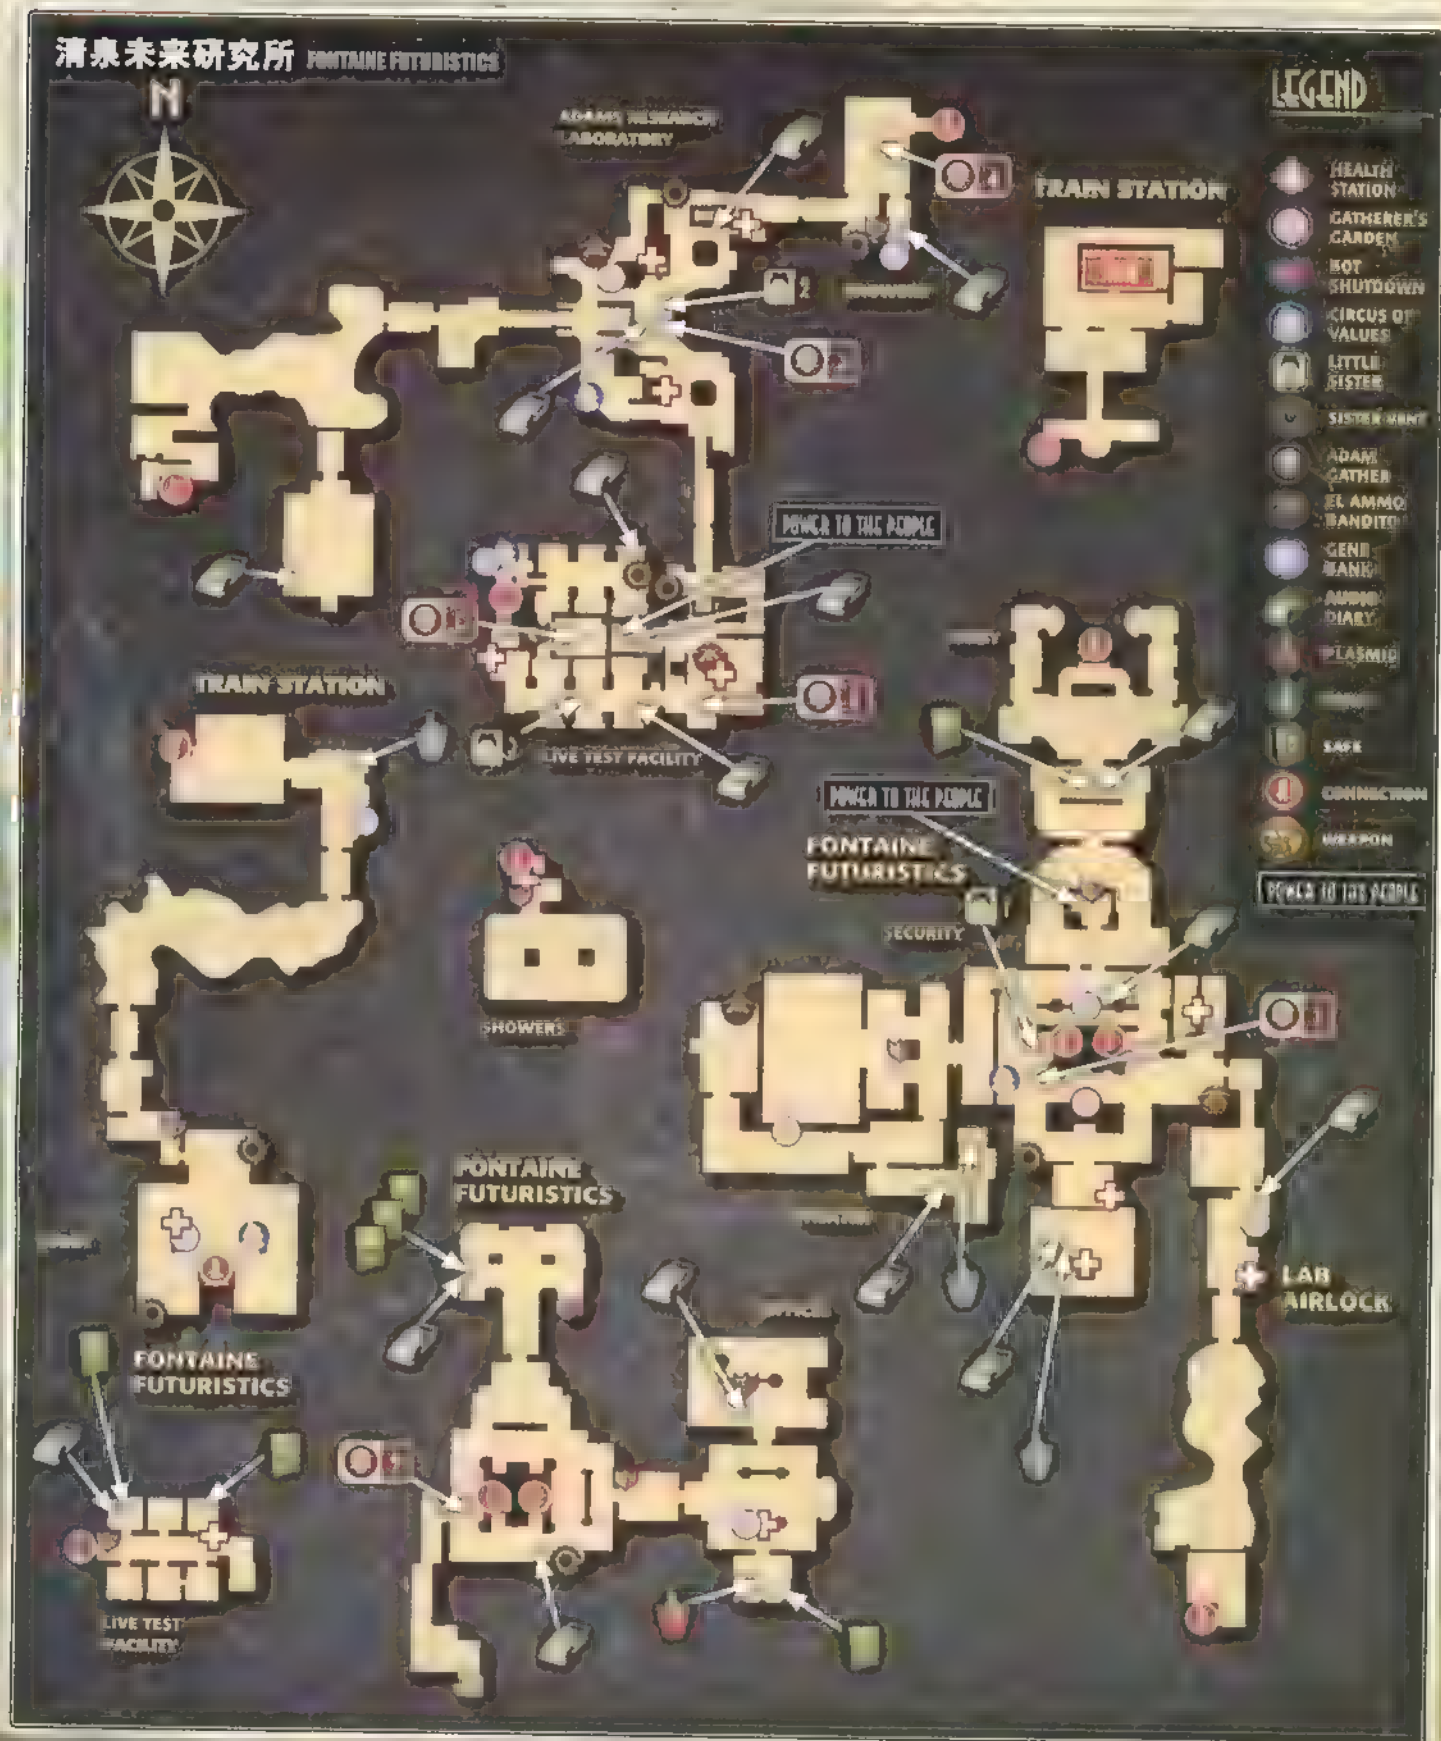 清泉未来研究所 FONTAINE FUTURISTICS
N
LEGEND
HEALTH
STATION
GATHERER'S
GARDEN
BOT
SHUTDOWN
CIRCUS OF
VALUES
LITTLE
SISTER
SISTER VENT
ADAM
GATHER
EL AMMO
BANDITO
GENE
BANK
AUDIO
DIARY
PLASMID
SAFE
CONNECTION
WEAPON
POWER TO THE PEOPLE
RESEARCH
LABORATORY
TRAIN STATION
POWER TO THE PEOPLE
LIVE TEST FACILITY
TRAIN STATION
POWER TO THE PEOPLE
FONTAINE
FUTURISTICS
SECURITY
SHOWERS
FONTAINE
FUTURISTICS
LAB
AIRLOCK
FONTAINE
FUTURISTICS
LIVE TEST
FACILITY